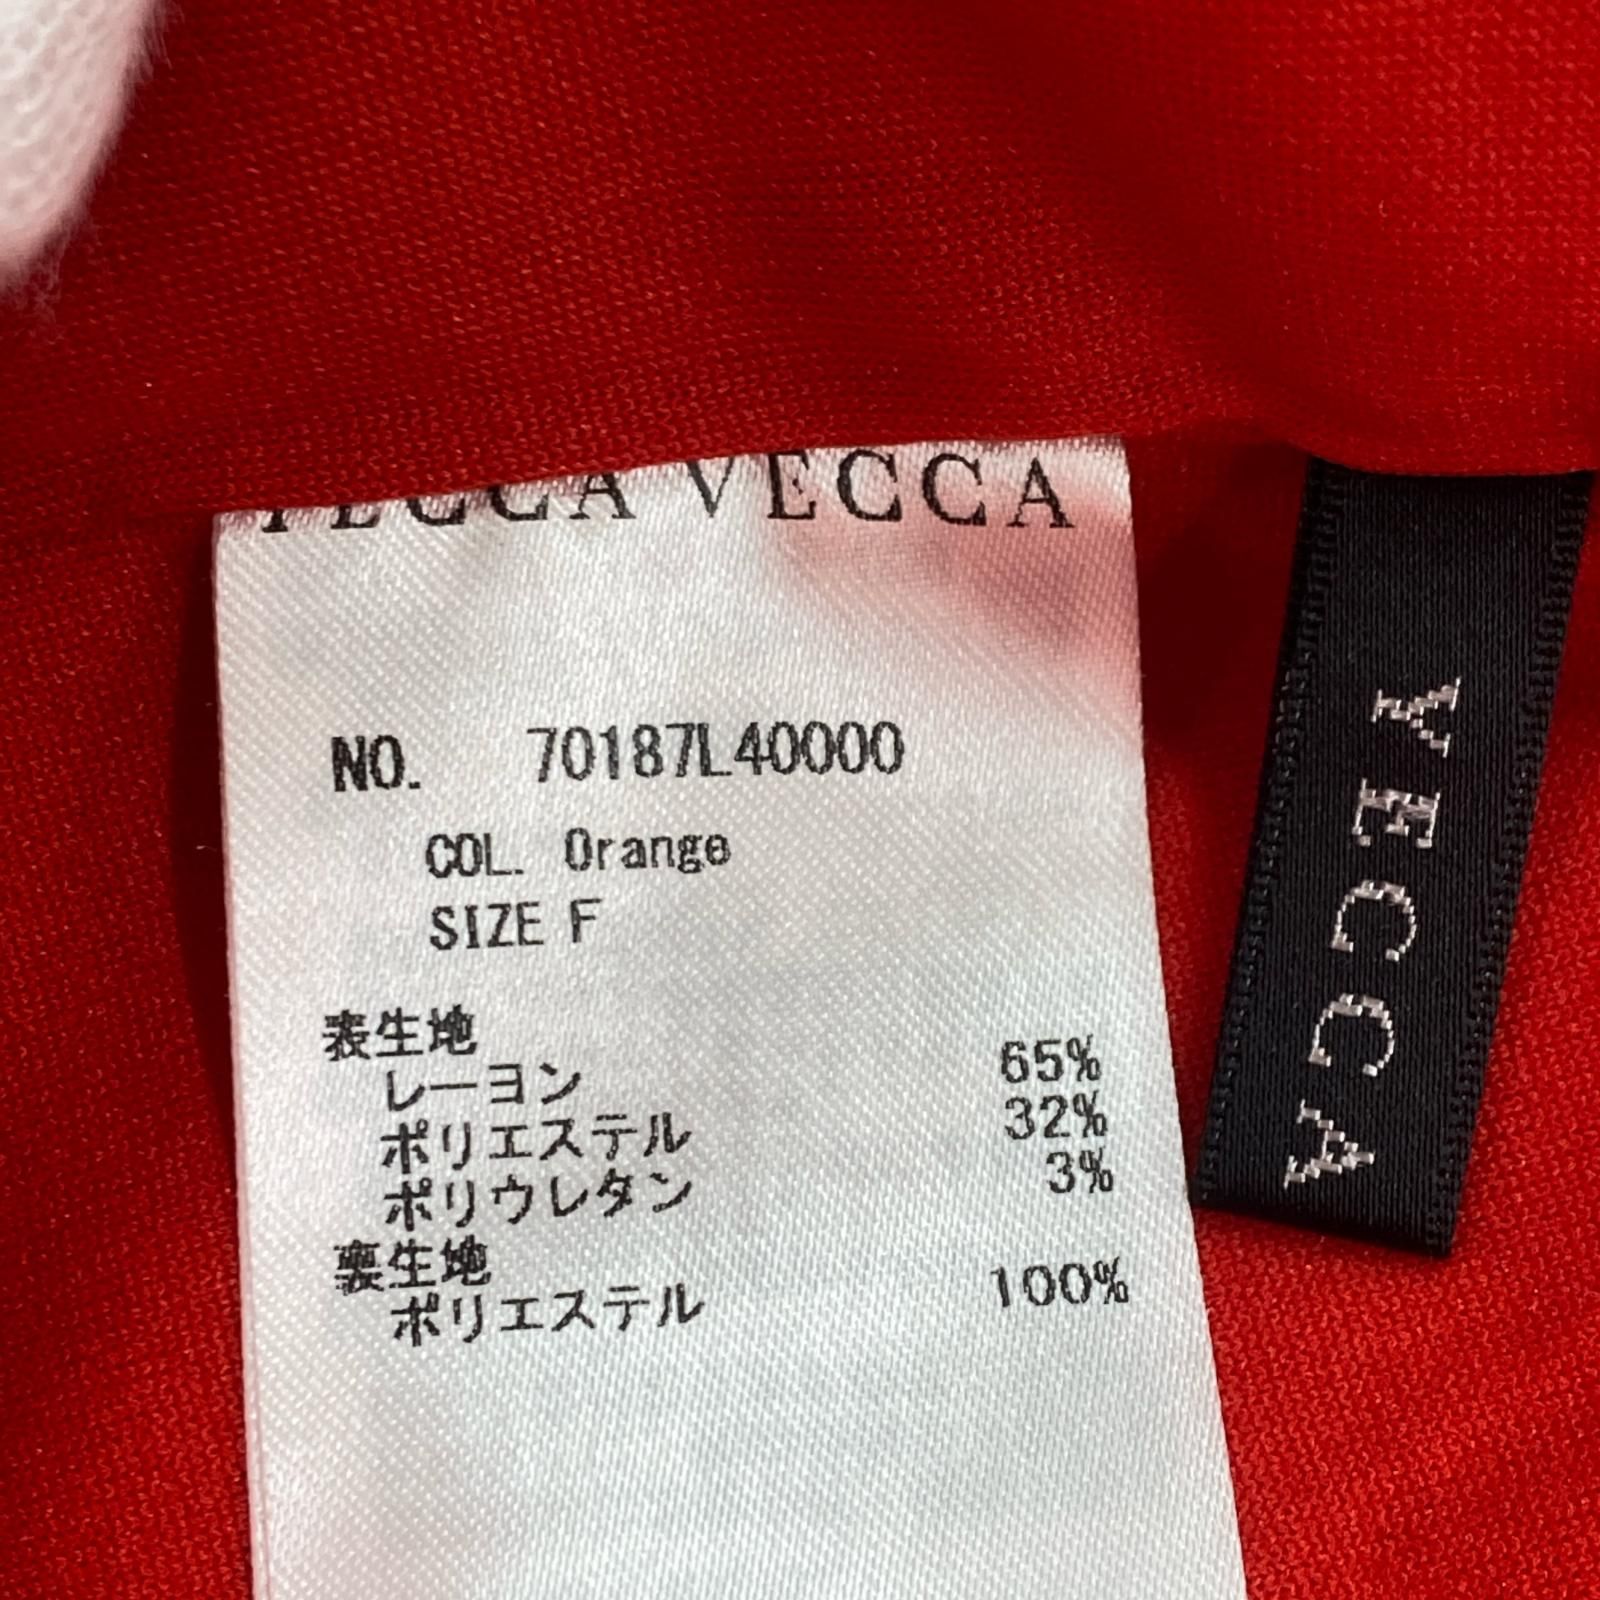 YECCA VECCA
NO. 70187L40000
COL. Orange
SIZE F
表生地
レーヨン 65%
ポリエステル 32%
ポリウレタン 3%
裏生地
ポリエステル 100%
VECCA